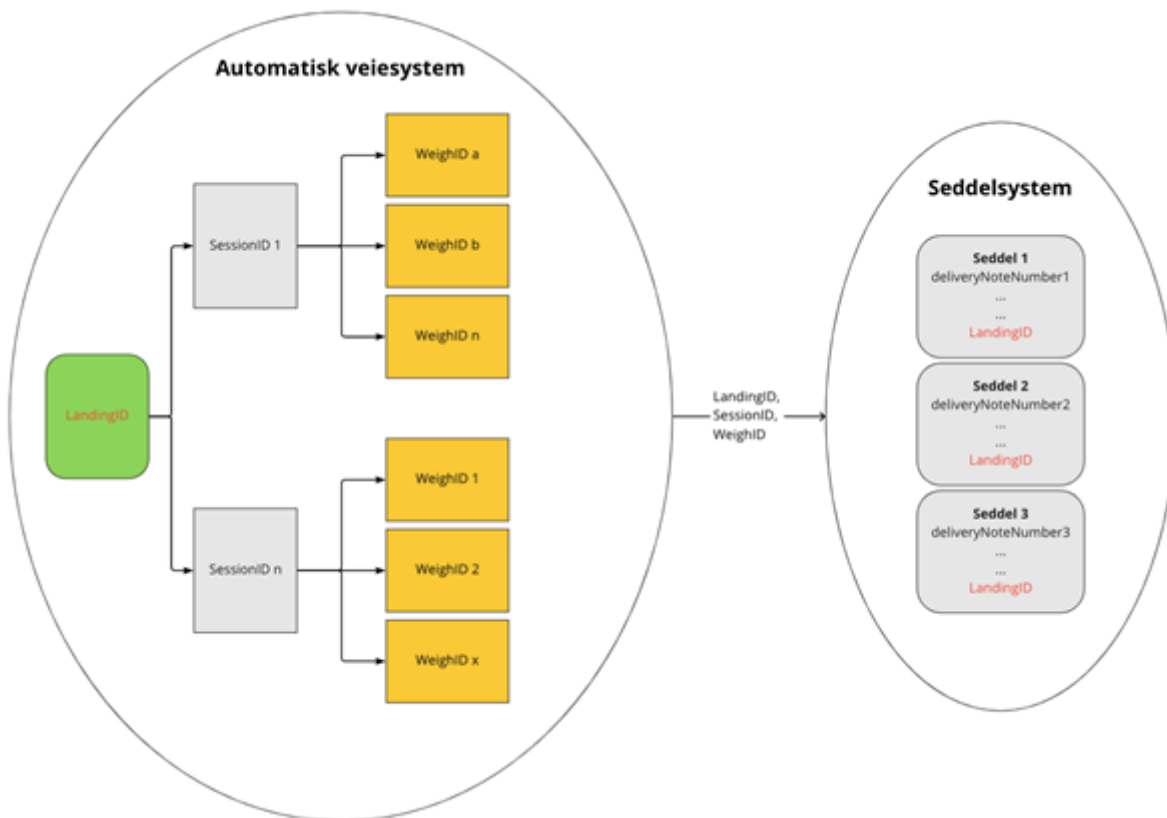 Automatisk veiesystem
WeighID a
SessionID 1
WeighID b
WeighID n
LandingID
WeighID 1
SessionID n
WeighID 2
WeighID x
LandingID,
SessionID,
WeighID
Seddelsystem
Seddel 1
deliveryNoteNumber1
...
...
LandingID
Seddel 2
deliveryNoteNumber2
...
...
LandingID
Seddel 3
deliveryNoteNumber3
...
...
LandingID